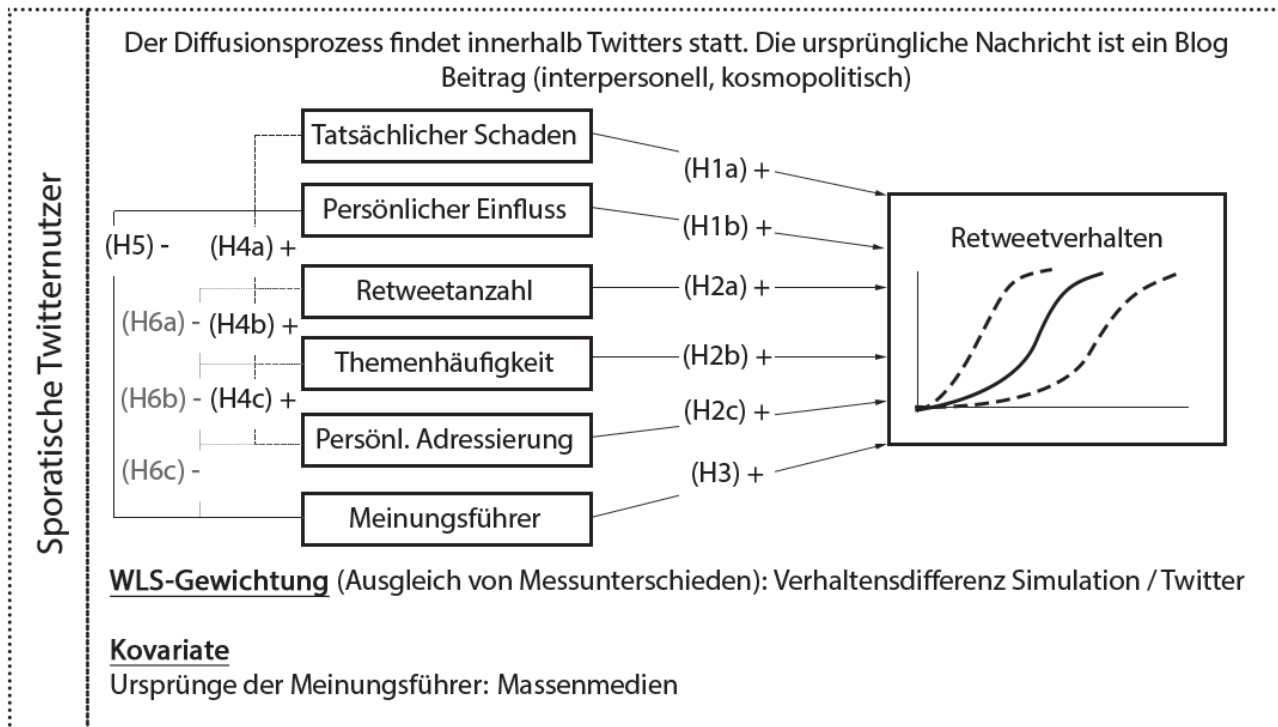 Sporatische Twitternutzer
Der Diffusionsprozess findet innerhalb Twitters statt. Die ursprüngliche Nachricht ist ein Blog
Beitrag (interpersonell, kosmopolitisch)
Tatsächlicher Schaden
(H1a) +
Persönlicher Einfluss
(H1b) +
Retweetverhalten
(H5) -
(H4a) +
Retweetanzahl
(H2a) +
(H6a) -
(H4b) +
Themenhäufigkeit
(H2b) +
(H6b) -
(H4c) +
Persönl. Adressierung
(H2c) +
(H6c) -
Meinungsführer
(H3) +
WLS-Gewichtung (Ausgleich von Messunterschieden): Verhaltensdifferenz Simulation / Twitter
Kovariate
Ursprünge der Meinungsführer: Massenmedien